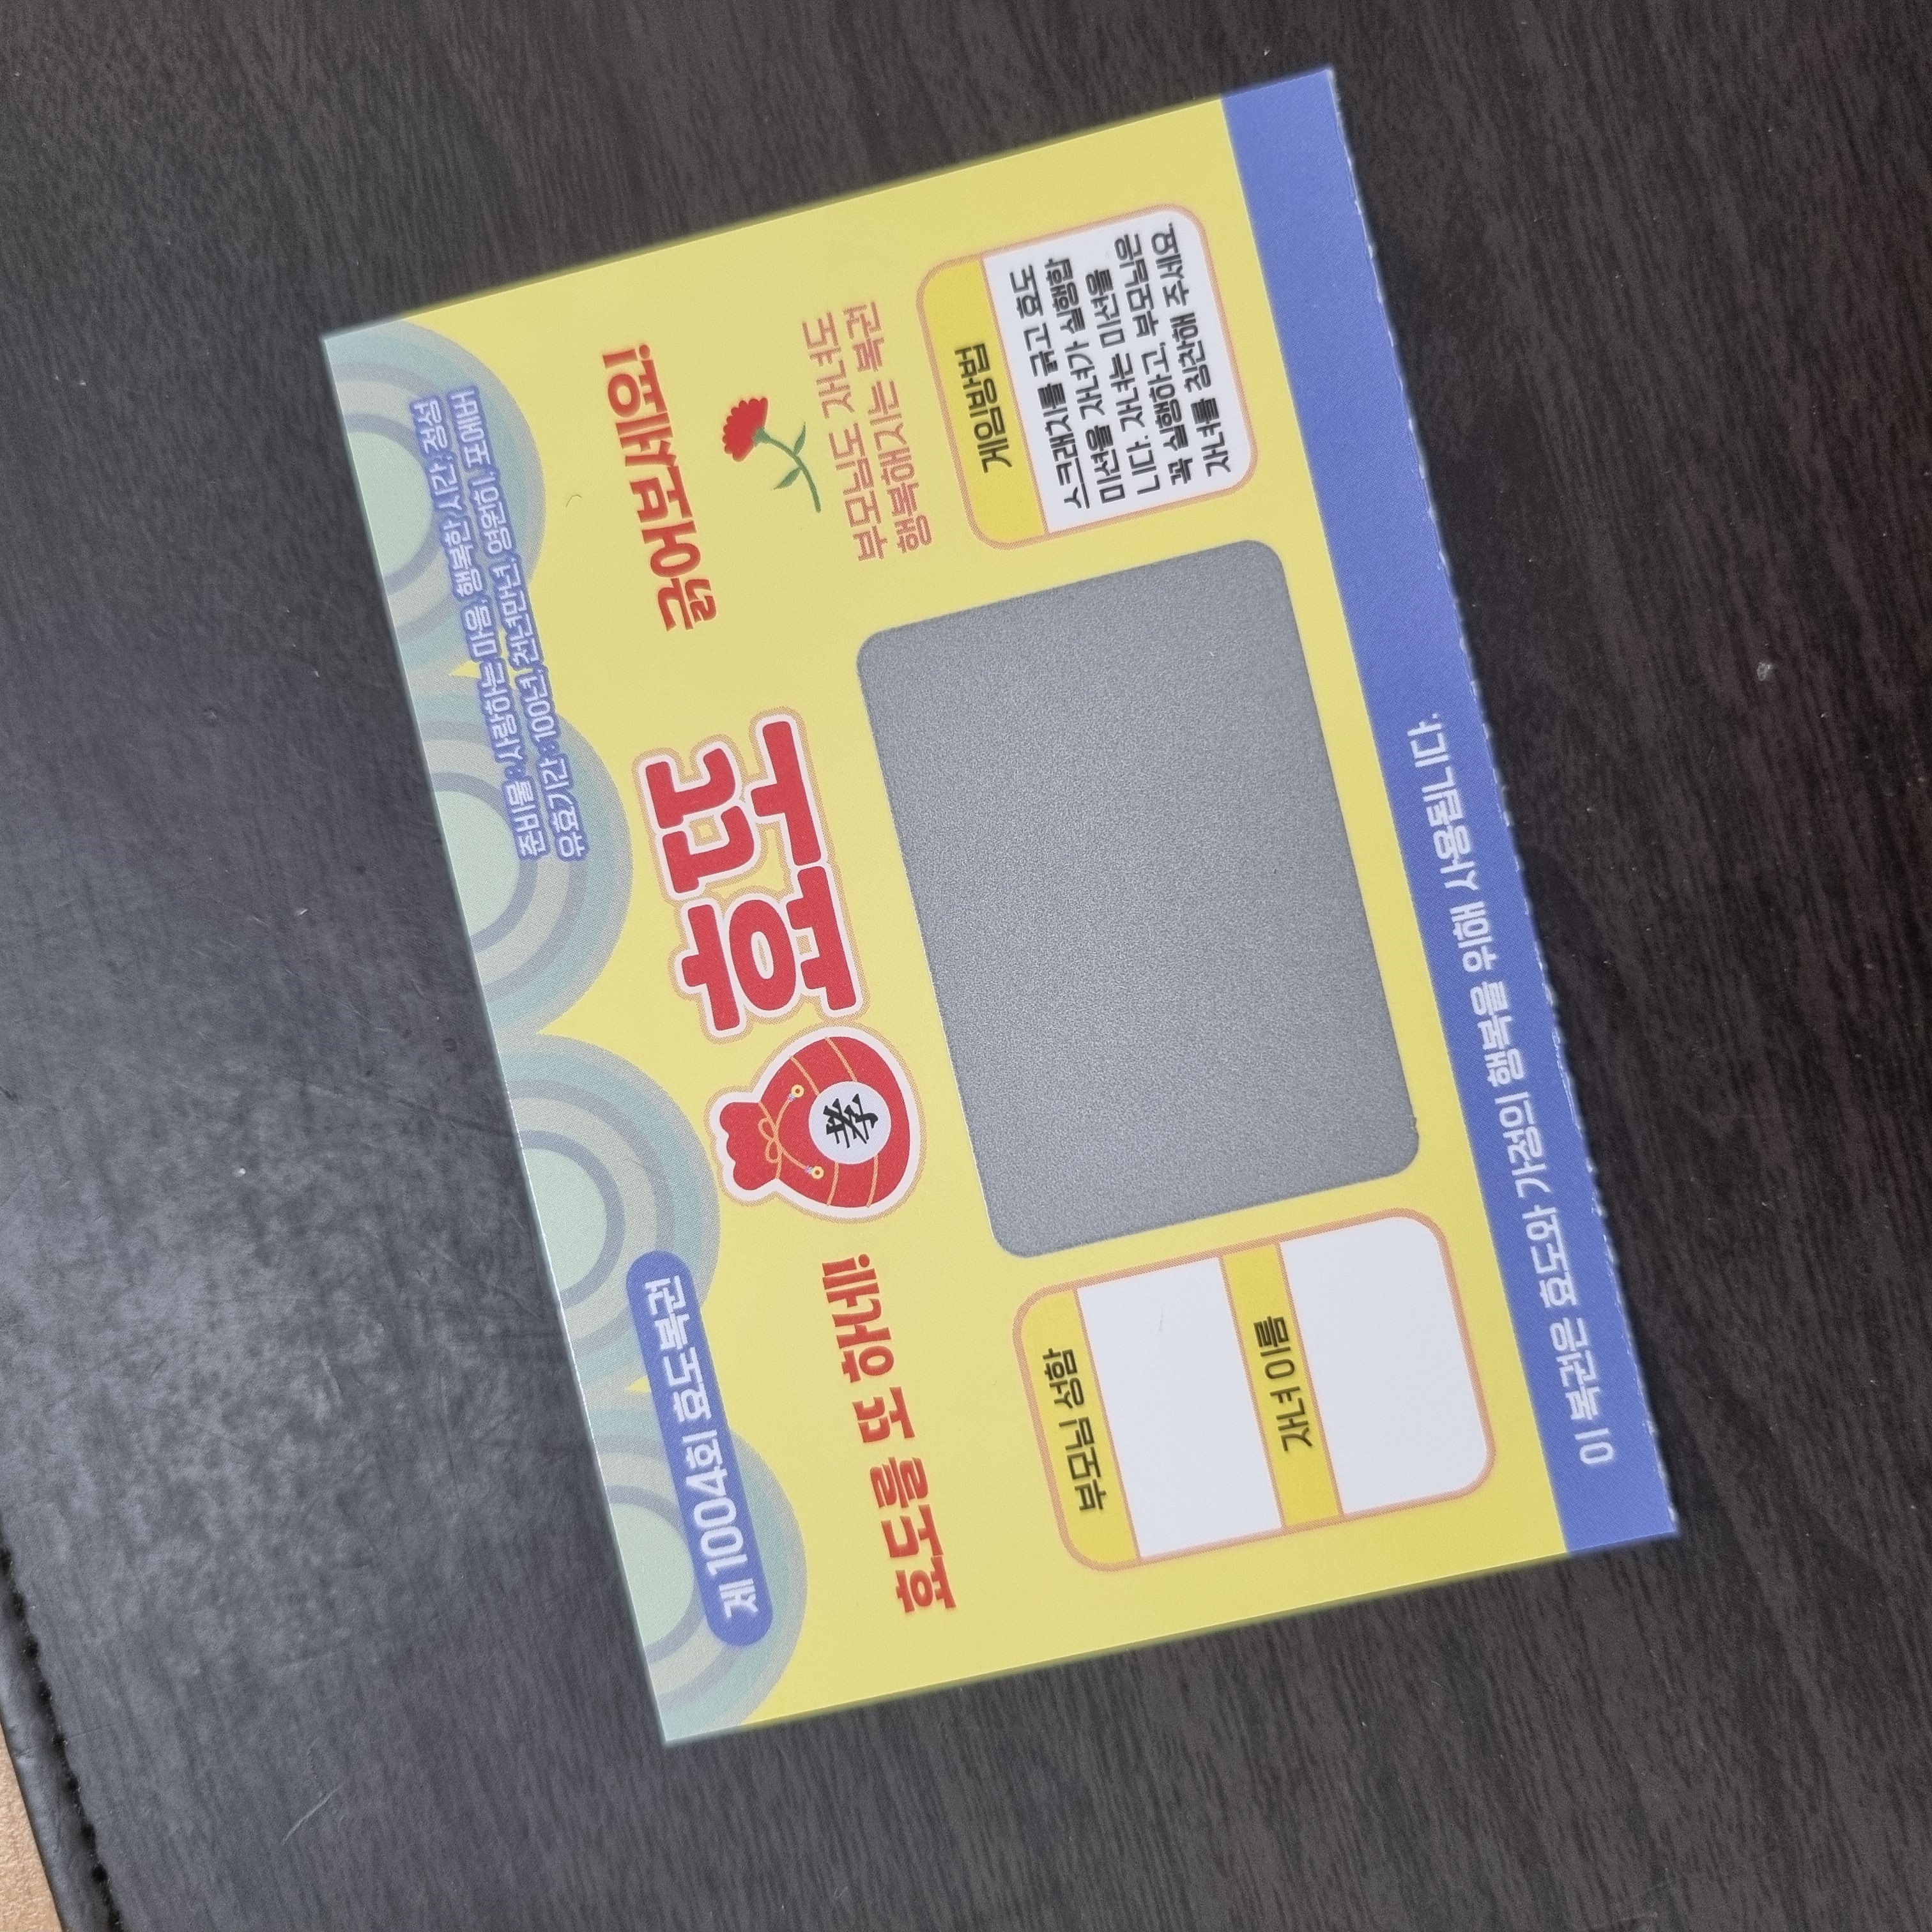 준비물 : 사랑하는 마음, 행복한 시간, 정성
유효기간 : 100년, 천년만년, 영원히, 포에버
제 1004회 효도복권
효도를 또 하네!
孝
효또
긁어보세요!
부모님도 자녀도
행복해지는 복권
부모님 성함
자녀 이름
게임방법
스크래치를 긁고 효도
미션을 자녀가 실행합
니다. 자녀는 미션을
꼭 실행하고, 부모님은
자녀를 칭찬해 주세요.
이 복권은 효도와 가정의 행복을 위해 사용됩니다.